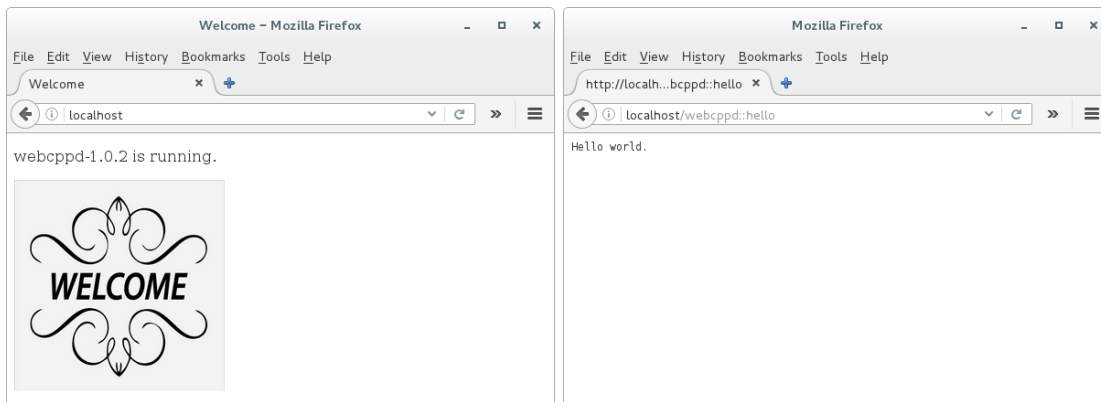 Welcome – Mozilla Firefox
File Edit View History Bookmarks Tools Help
Welcome
localhost
webcppd-1.0.2 is running.
WELCOME
Mozilla Firefox
File Edit View History Bookmarks Tools Help
http://localh...bcppd::hello
localhost/webcppd::hello
Hello world.